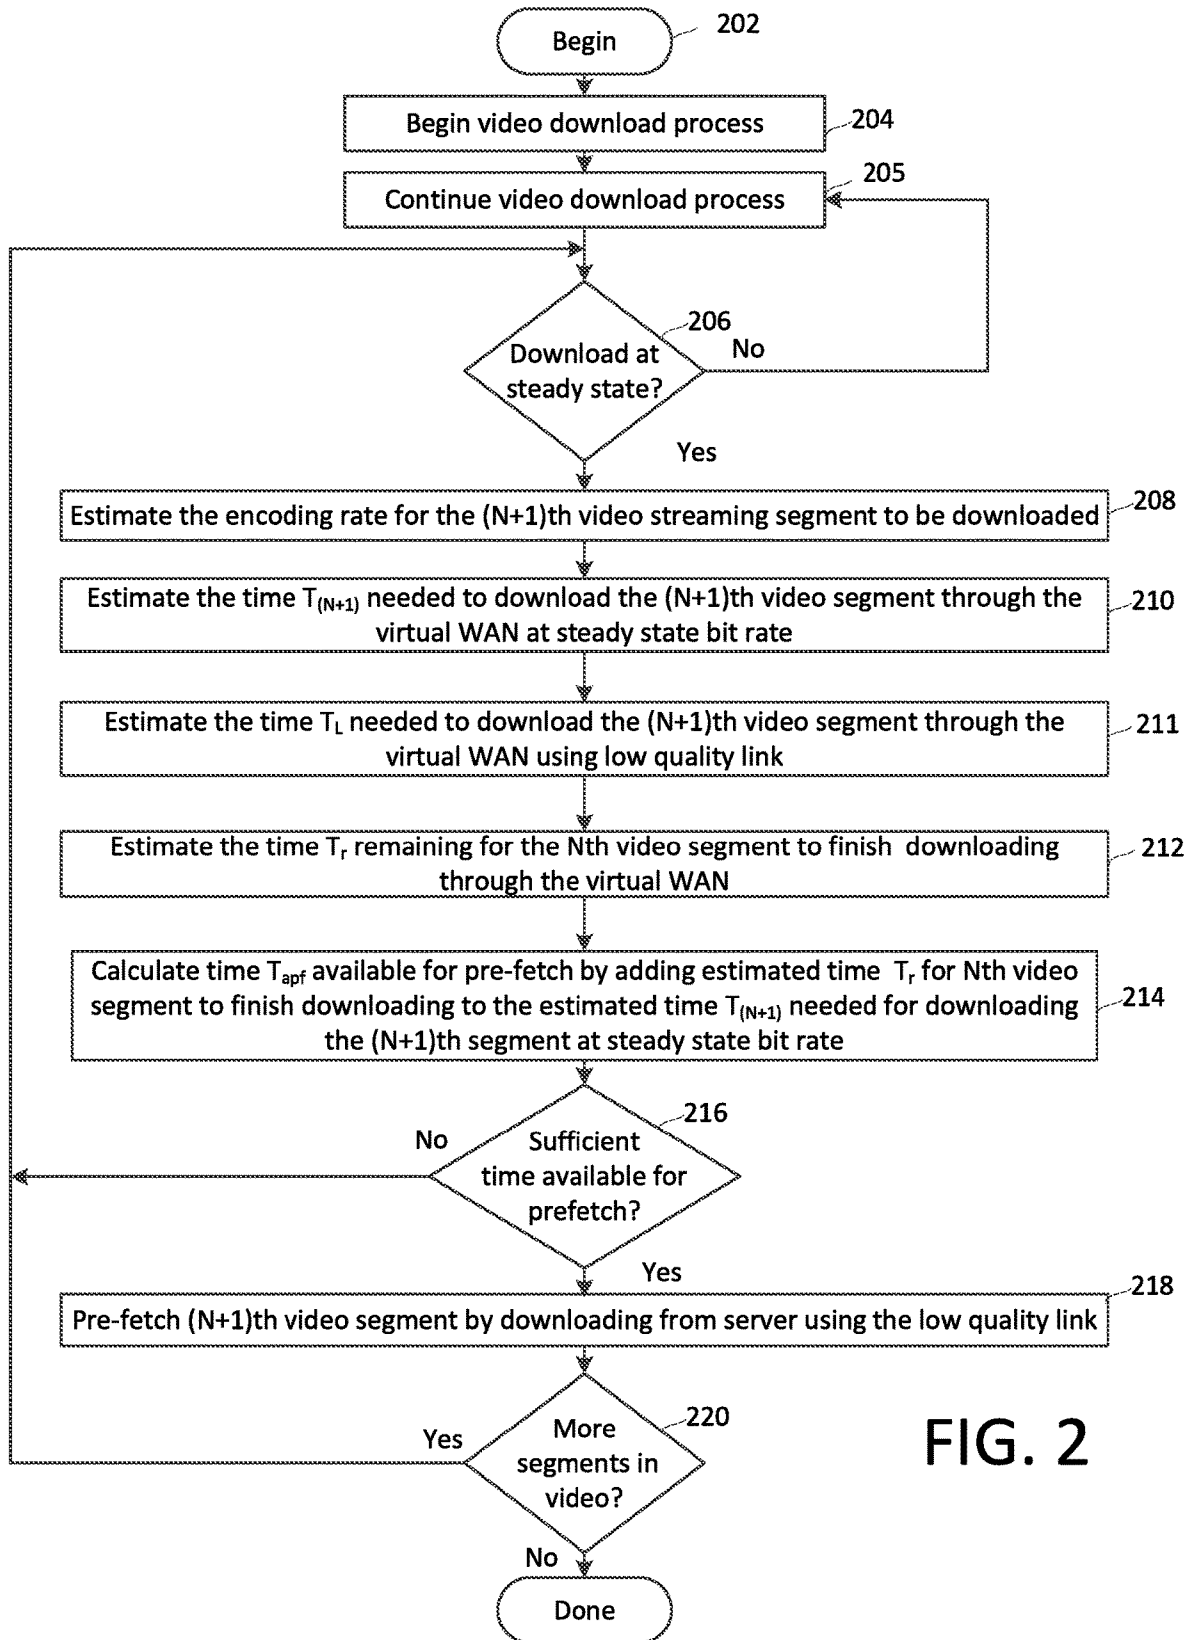 Begin
202
Begin video download process
204
Continue video download process
205
206
Download at
steady state?
No
Yes
Estimate the encoding rate for the (N+1)th video streaming segment to be downloaded
208
Estimate the time T(N+1) needed to download the (N+1)th video segment through the
virtual WAN at steady state bit rate
210
Estimate the time TL needed to download the (N+1)th video segment through the
virtual WAN using low quality link
211
Estimate the time Tr remaining for the Nth video segment to finish downloading
through the virtual WAN
212
Calculate time Tapf available for pre-fetch by adding estimated time Tr for Nth video
segment to finish downloading to the estimated time T(N+1) needed for downloading
the (N+1)th segment at steady state bit rate
214
216
No
Sufficient
time available for
prefetch?
Yes
218
Pre-fetch (N+1)th video segment by downloading from server using the low quality link
220
Yes
More
segments in
video?
FIG. 2
No
Done